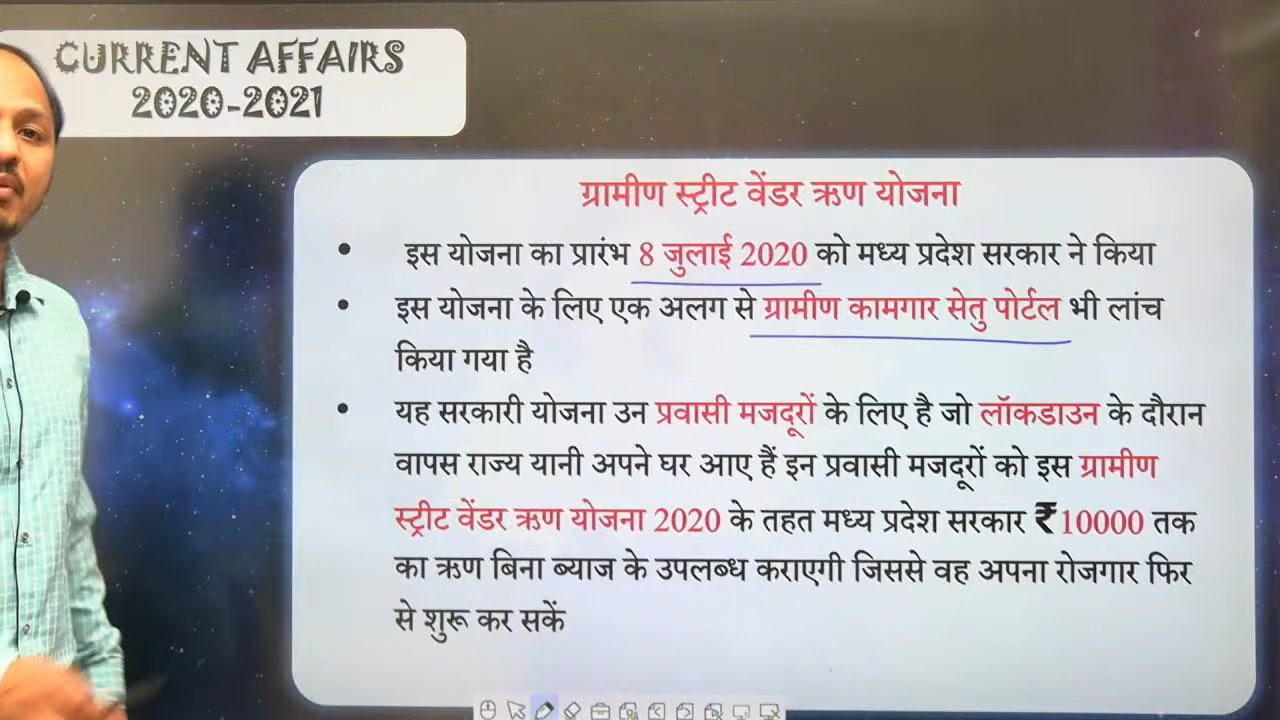 CURRENT AFFAIRS
2020-2021
ग्रामीण स्ट्रीट वेंडर ऋण योजना
• इस योजना का प्रारंभ 8 जुलाई 2020 को मध्य प्रदेश सरकार ने किया
• इस योजना के लिए एक अलग से ग्रामीण कामगार सेतु पोर्टल भी लांच
किया गया है
• यह सरकारी योजना उन प्रवासी मजदूरों के लिए है जो लॉकडाउन के दौरान
वापस राज्य यानी अपने घर आए हैं इन प्रवासी मजदूरों को इस ग्रामीण
स्ट्रीट वेंडर ऋण योजना 2020 के तहत मध्य प्रदेश सरकार ₹10000 तक
का ऋण बिना ब्याज के उपलब्ध कराएगी जिससे वह अपना रोजगार फिर
से शुरू कर सकें